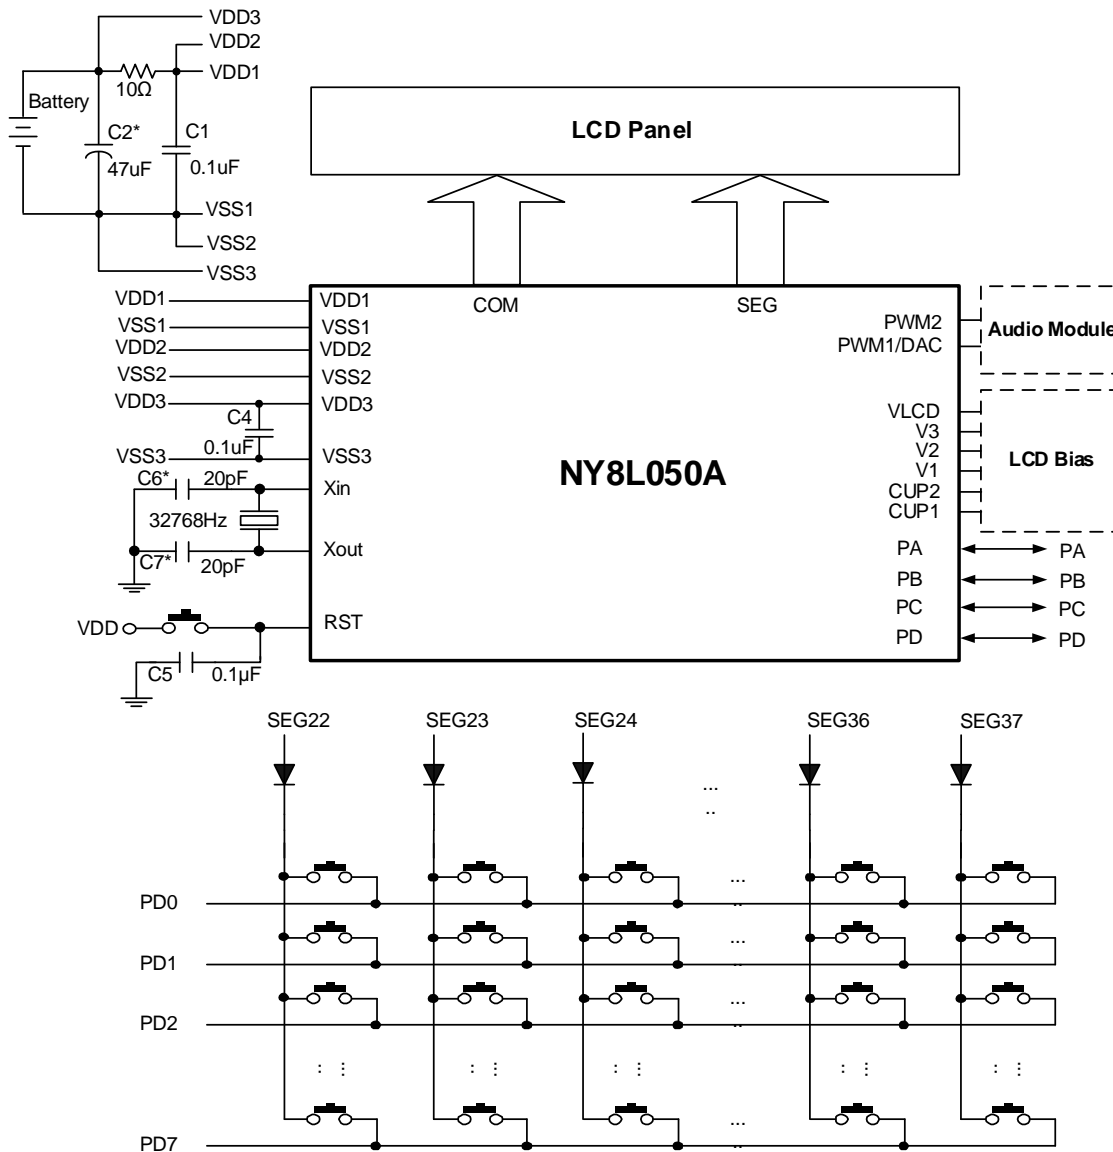 VDD3
VDD2
VDD1
10Ω
Battery
C2*
47uF
C1
0.1uF
VSS1
VSS2
VSS3
LCD Panel
VDD1
VSS1
VDD2
VSS2
VDD3
C4
0.1uF
VSS3
C6*
20pF
32768Hz
C7*
20pF
VDD
C5
0.1µF
VDD1
VSS1
VDD2
VSS2
VDD3
VSS3
Xin
Xout
RST
COM
SEG
NY8L050A
PWM2
PWM1/DAC
VLCD
V3
V2
V1
CUP2
CUP1
PA
PB
PC
PD
Audio Module
LCD Bias
PA
PB
PC
PD
SEG22 SEG23 SEG24 SEG36 SEG37
...
..
...
PD0
..
...
PD1
..
...
PD2
..
: ⋮ : ⋮ : ⋮ : ⋮ : ⋮
...
PD7
..